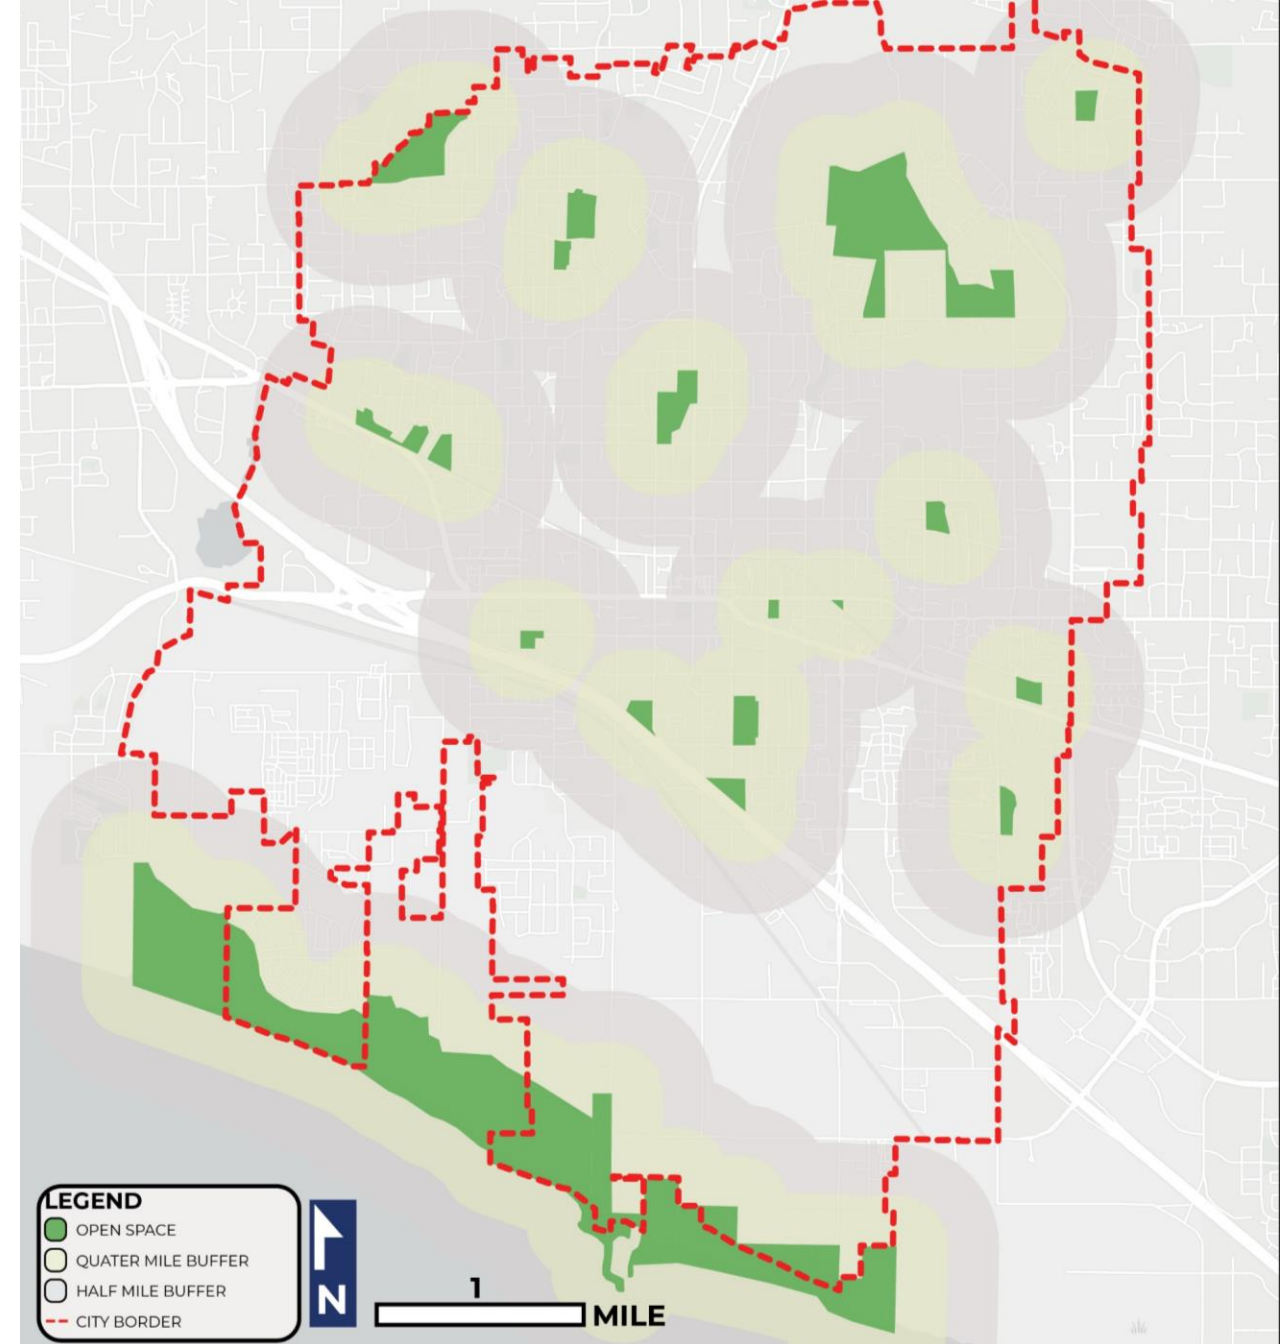 LEGEND
OPEN SPACE
QUATER MILE BUFFER
HALF MILE BUFFER
CITY BORDER
N
1
MILE